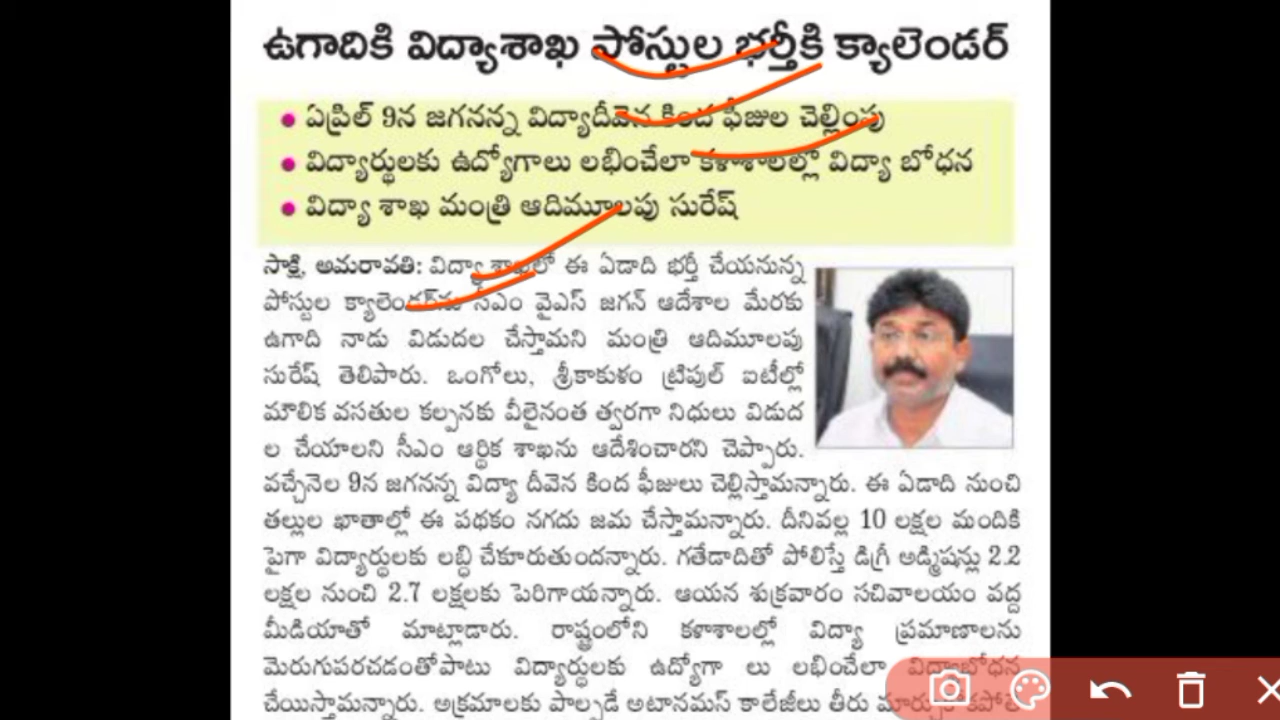 ఉగాదికి విద్యాశాఖ పోస్టుల భర్తీకి క్యాలెండర్
• ఏప్రిల్ 9న జగనన్న విద్యాదీవెన కింద ఫీజుల చెల్లింపు
• విద్యార్థులకు ఉద్యోగాలు లభించేలా కళాశాలల్లో విద్యా బోధన
• విద్యా శాఖ మంత్రి ఆదిమూలపు సురేష్
సాక్షి, అమరావతి: విద్యా శాఖలో ఈ ఏడాది భర్తీ చేయనున్న
పోస్టుల క్యాలెండర్‌ను సీఎం వైఎస్ జగన్ ఆదేశాల మేరకు
ఉగాది నాడు విడుదల చేస్తామని మంత్రి ఆదిమూలపు
సురేష్ తెలిపారు. ఒంగోలు, శ్రీకాకుళం ట్రిపుల్ ఐటీల్లో
మౌలిక వసతుల కల్పనకు వీలైనంత త్వరగా నిధులు విడుద
ల చేయాలని సీఎం ఆర్థిక శాఖను ఆదేశించారని చెప్పారు.
వచ్చేనెల 9న జగనన్న విద్యా దీవెన కింద ఫీజులు చెల్లిస్తామన్నారు. ఈ ఏడాది నుంచి
తల్లుల ఖాతాల్లో ఈ పథకం నగదు జమ చేస్తామన్నారు. దీనివల్ల 10 లక్షల మందికి
పైగా విద్యార్థులకు లబ్ధి చేకూరుతుందన్నారు. గతేడాదితో పోలిస్తే డిగ్రీ అడ్మిషన్లు 2.2
లక్షల నుంచి 2.7 లక్షలకు పెరిగాయన్నారు. ఆయన శుక్రవారం సచివాలయం వద్ద
మీడియాతో మాట్లాడారు. రాష్ట్రంలోని కళాశాలల్లో విద్యా ప్రమాణాలను
మెరుగుపరచడంతోపాటు విద్యార్థులకు ఉద్యోగా లు లభించేలా విద్యాబోధన
చేయిస్తామన్నారు. అక్రమాలకు పాల్పడే అటానమస్ కాలేజీలు తీరు